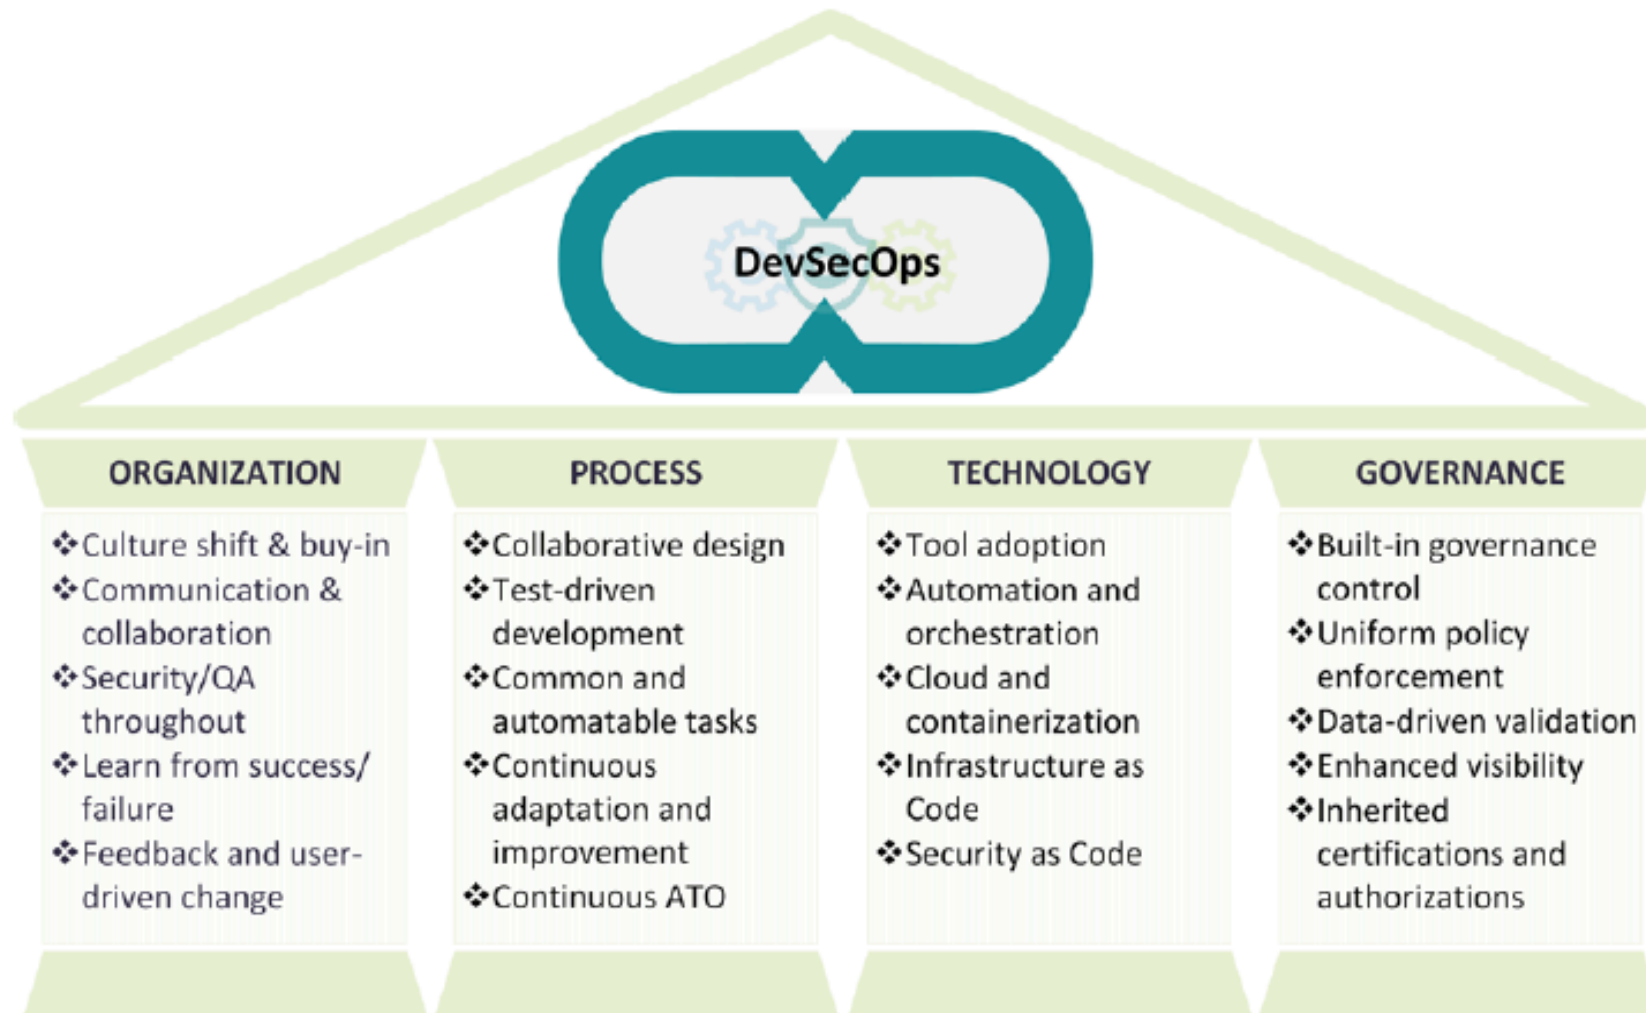 DevSecOps
ORGANIZATION
❖Culture shift & buy-in
❖Communication &
collaboration
❖Security/QA
throughout
❖Learn from success/
failure
❖Feedback and user-
driven change
PROCESS
❖Collaborative design
❖Test-driven
development
❖Common and
automatable tasks
❖Continuous
adaptation and
improvement
❖Continuous ATO
TECHNOLOGY
❖Tool adoption
❖Automation and
orchestration
❖Cloud and
containerization
❖Infrastructure as
Code
❖Security as Code
GOVERNANCE
❖Built-in governance
control
❖Uniform policy
enforcement
❖Data-driven validation
❖Enhanced visibility
❖Inherited
certifications and
authorizations